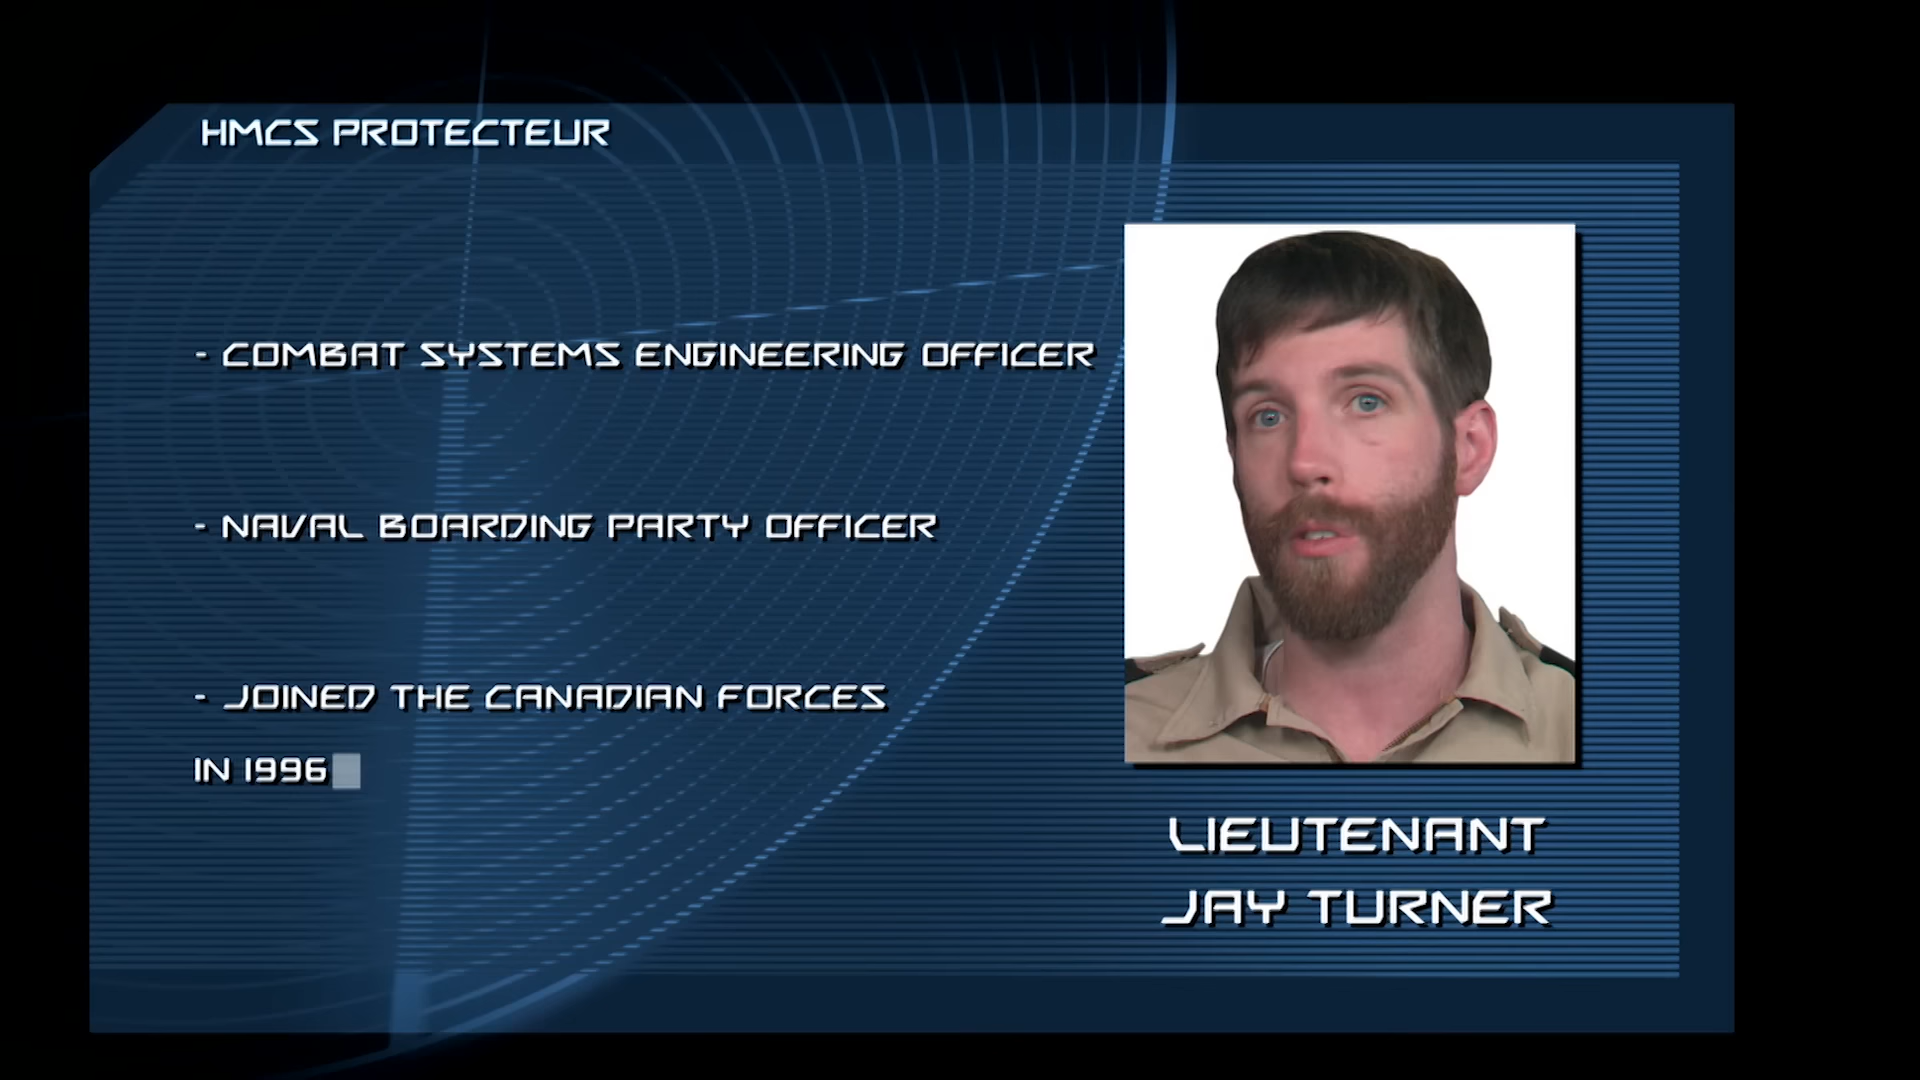 HMCS PROTECTEUR
- COMBAT SYSTEMS ENGINEERING OFFICER
- NAVAL BOARDING PARTY OFFICER
- JOINED THE CANADIAN FORCES
IN 1996
LIEUTENANT
JAY TURNER